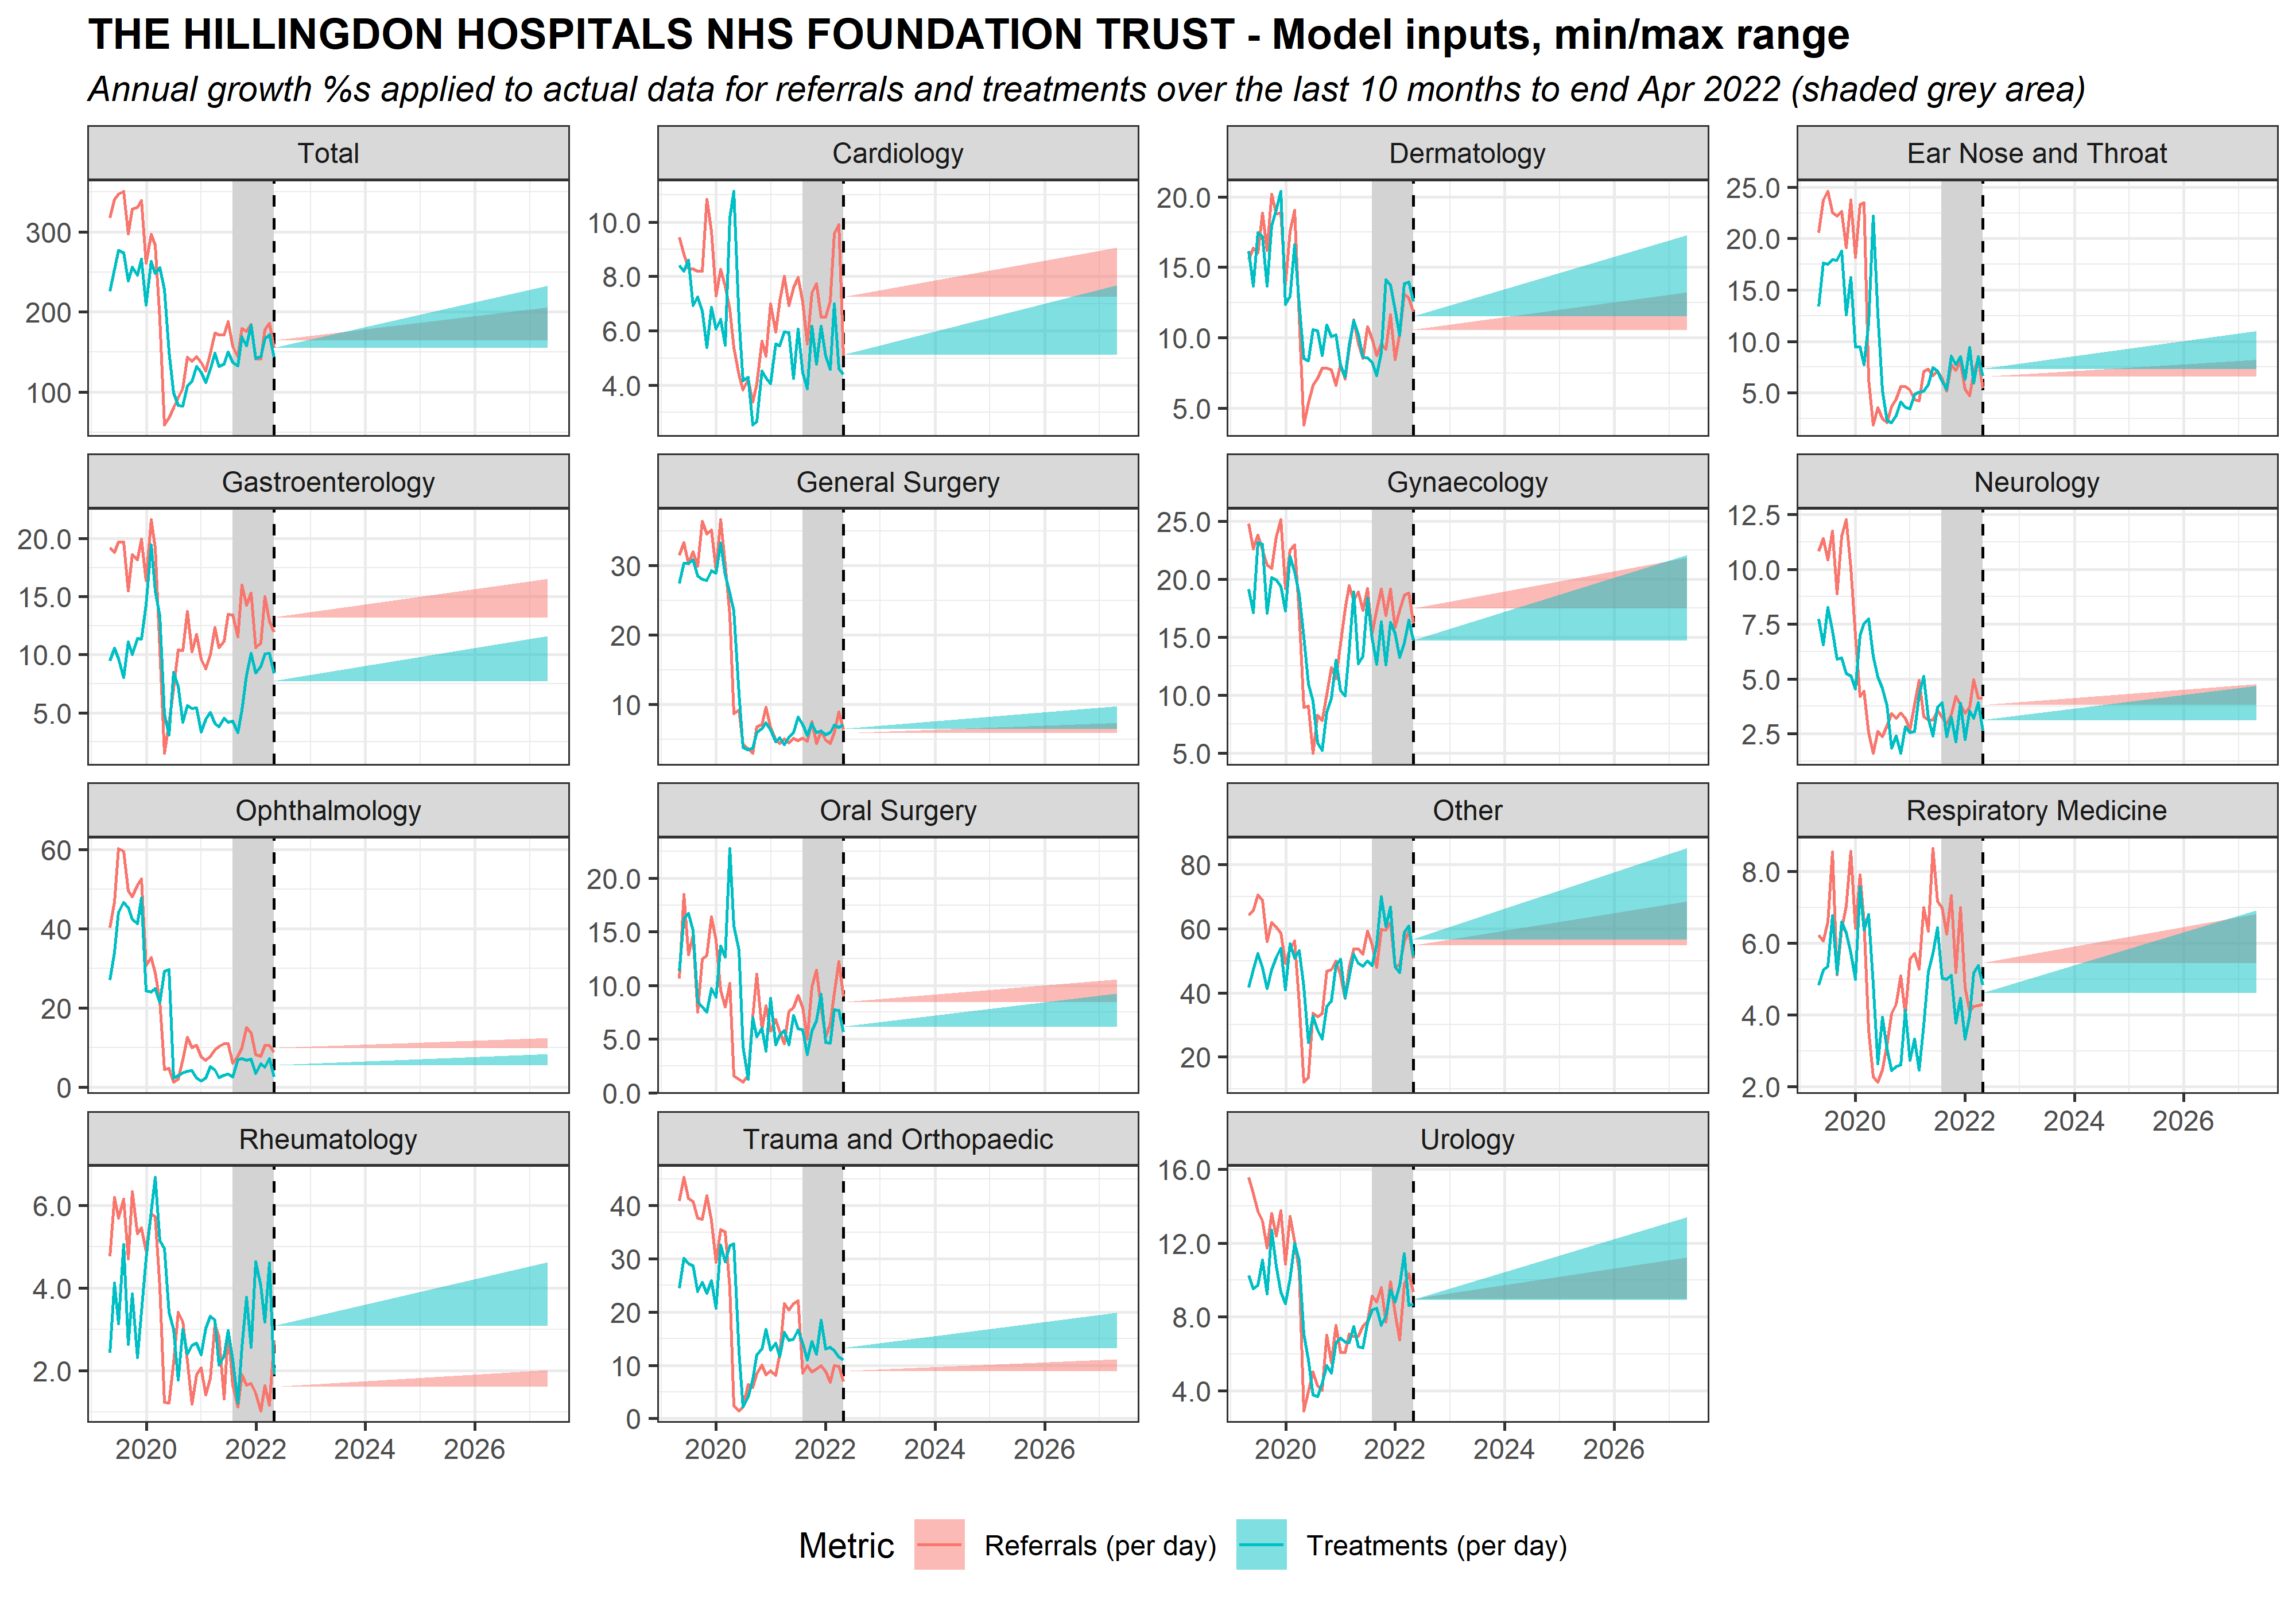 THE HILLINGDON HOSPITALS NHS FOUNDATION TRUST - Model inputs, min/max range
Annual growth %s applied to actual data for referrals and treatments over the last 10 months to end Apr 2022 (shaded grey area)
Total
300
200
100
Cardiology
10.0
8.0
6.0
4.0
Dermatology
20.0
15.0
10.0
5.0
Ear Nose and Throat
25.0
20.0
15.0
10.0
5.0
Gastroenterology
20.0
15.0
10.0
5.0
General Surgery
30
20
10
Gynaecology
25.0
20.0
15.0
10.0
5.0
Neurology
12.5
10.0
7.5
5.0
2.5
Ophthalmology
60
40
20
0
Oral Surgery
20.0
15.0
10.0
5.0
0.0
Other
80
60
40
20
Respiratory Medicine
8.0
6.0
4.0
2.0
2020 2022 2024 2026
Rheumatology
6.0
4.0
2.0
2020 2022 2024 2026
Trauma and Orthopaedic
40
30
20
10
0
2020 2022 2024 2026
Urology
16.0
12.0
8.0
4.0
2020 2022 2024 2026
Metric Referrals (per day) Treatments (per day)